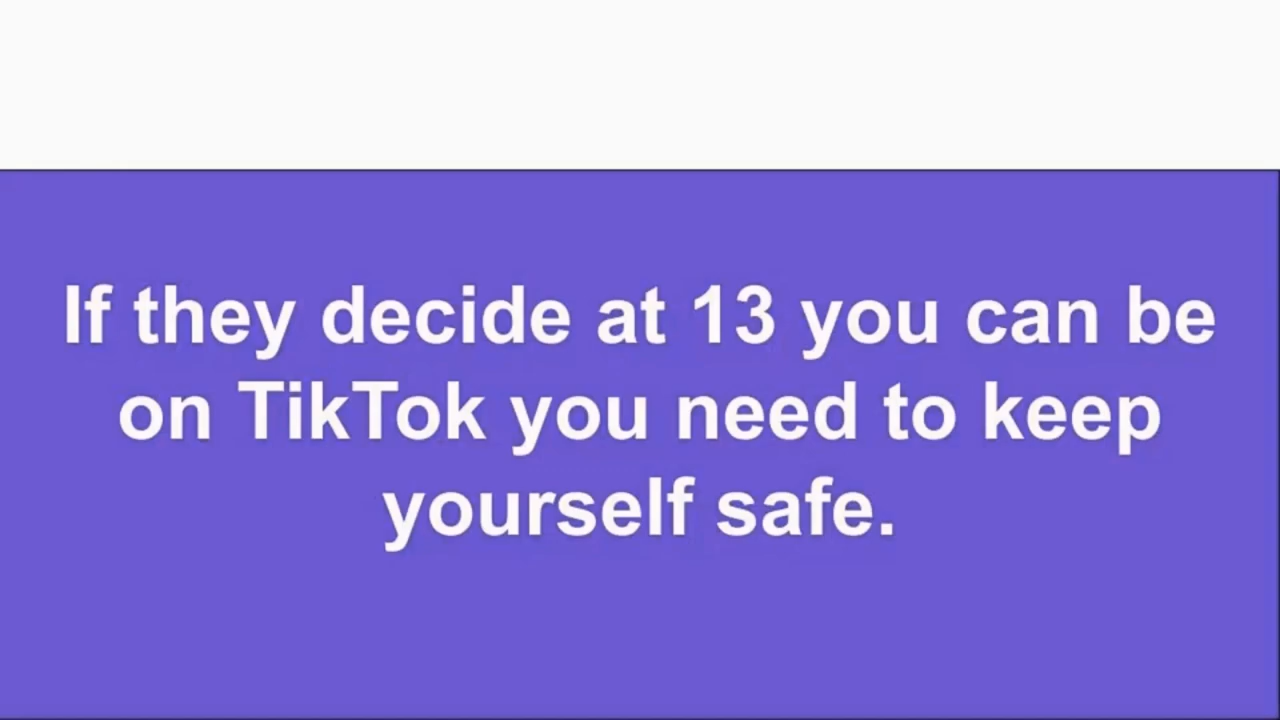 If they decide at 13 you can be
on TikTok you need to keep
yourself safe.